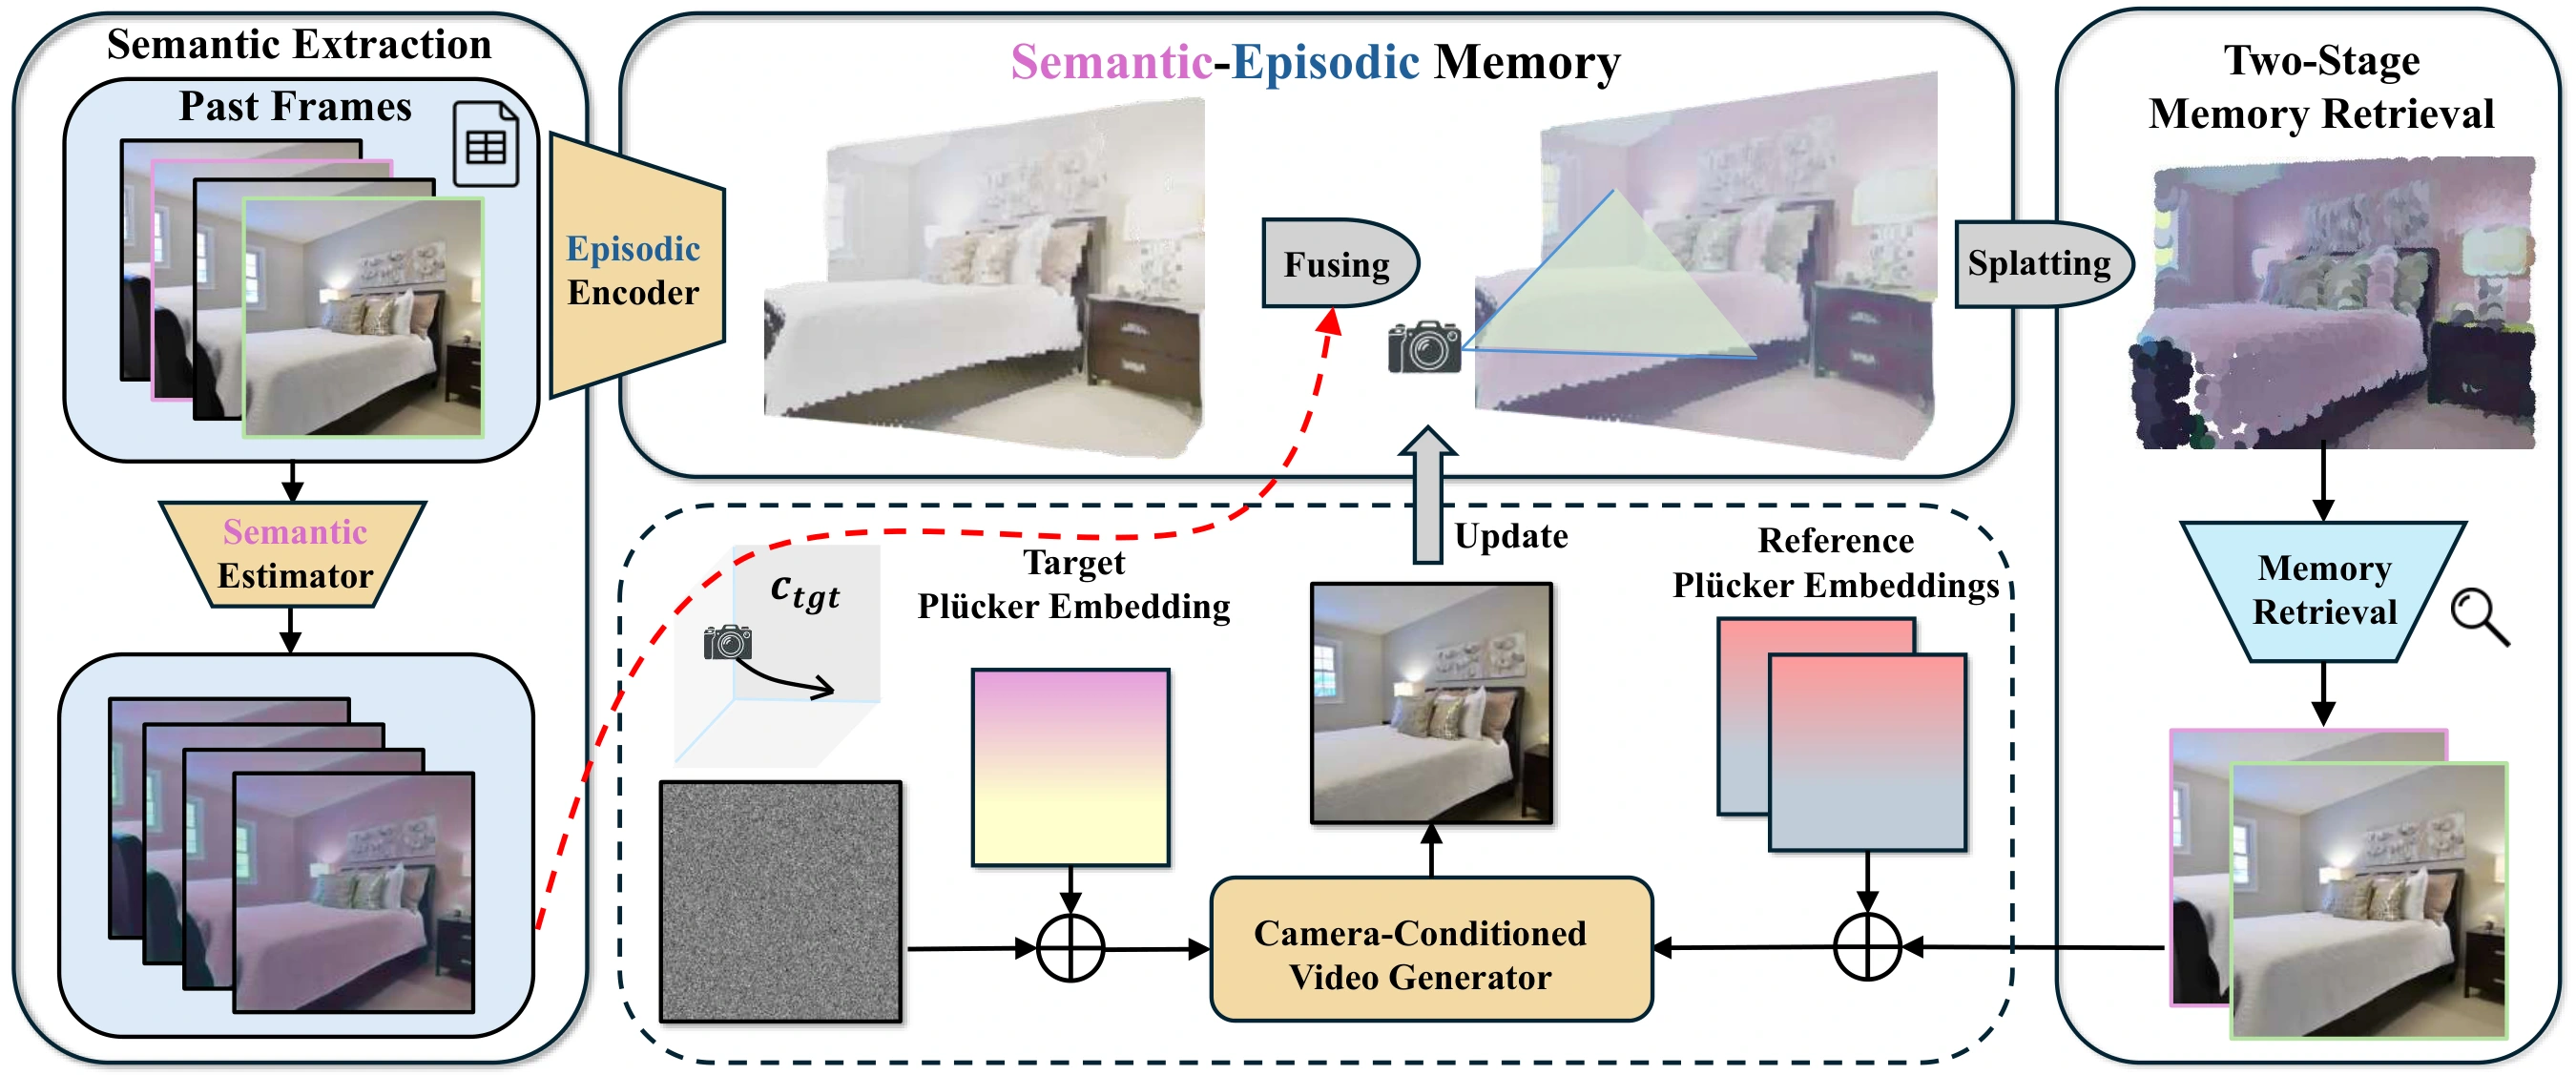 Semantic Extraction
Past Frames
Semantic
Estimator
Episodic
Encoder
Semantic-Episodic Memory
Fusing
Splatting
Two-Stage
Memory Retrieval
Memory
Retrieval
Update
c_tgt
Target
Plücker Embedding
Reference
Plücker Embeddings
Camera-Conditioned
Video Generator